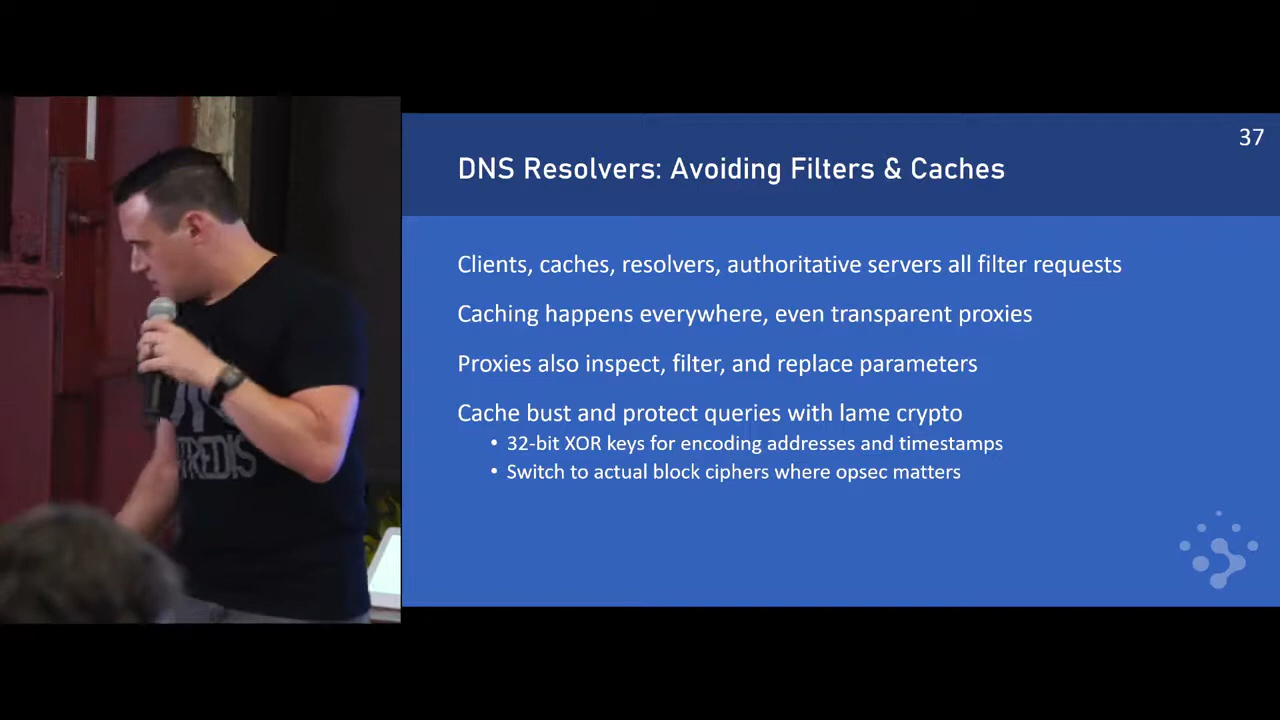 37
DNS Resolvers: Avoiding Filters & Caches
Clients, caches, resolvers, authoritative servers all filter requests
Caching happens everywhere, even transparent proxies
Proxies also inspect, filter, and replace parameters
Cache bust and protect queries with lame crypto
• 32-bit XOR keys for encoding addresses and timestamps
• Switch to actual block ciphers where opsec matters